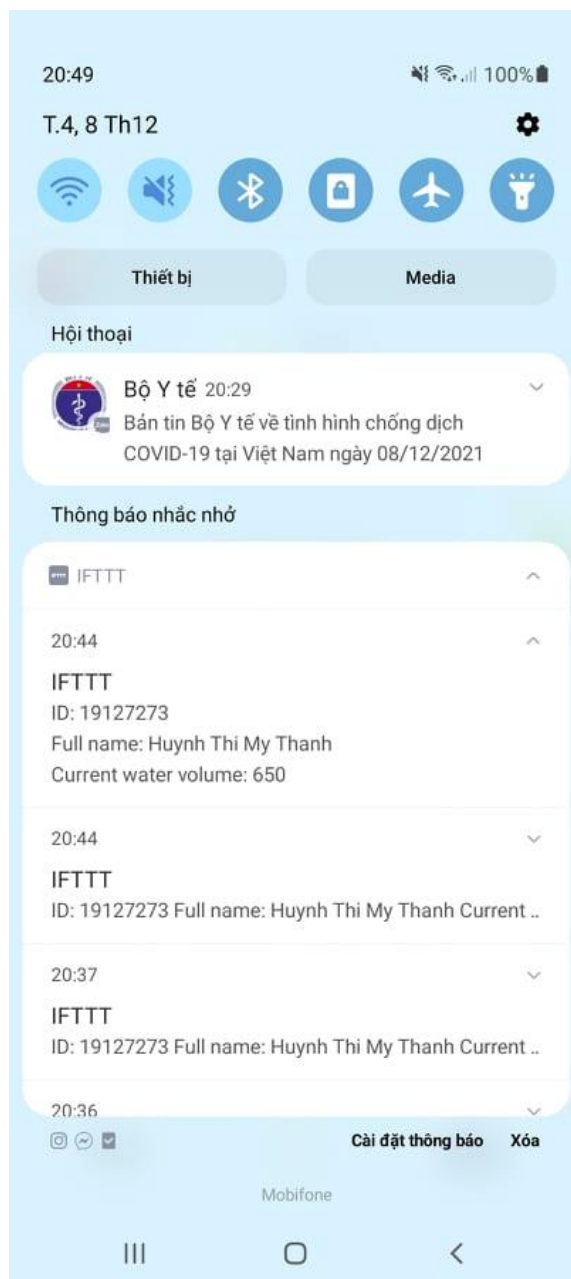 20:49 100%
T.4, 8 Th12
Thiết bị Media
Hội thoại
Bộ Y tế 20:29
Bản tin Bộ Y tế về tình hình chống dịch
COVID-19 tại Việt Nam ngày 08/12/2021
Thông báo nhắc nhở
IFTTT
20:44
IFTTT
ID: 19127273
Full name: Huynh Thi My Thanh
Current water volume: 650
20:44
IFTTT
ID: 19127273 Full name: Huynh Thi My Thanh Current ..
20:37
IFTTT
ID: 19127273 Full name: Huynh Thi My Thanh Current ..
20:36
Cài đặt thông báo Xóa
Mobifone